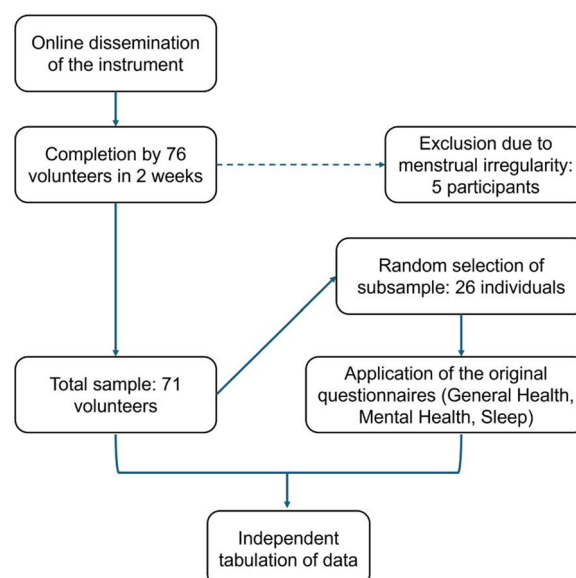 Online dissemination
of the instrument
Completion by 76
volunteers in 2 weeks
Exclusion due to
menstrual irregularity:
5 participants
Random selection of
subsample: 26 individuals
Total sample: 71
volunteers
Application of the original
questionnaires (General Health,
Mental Health, Sleep)
Independent
tabulation of data